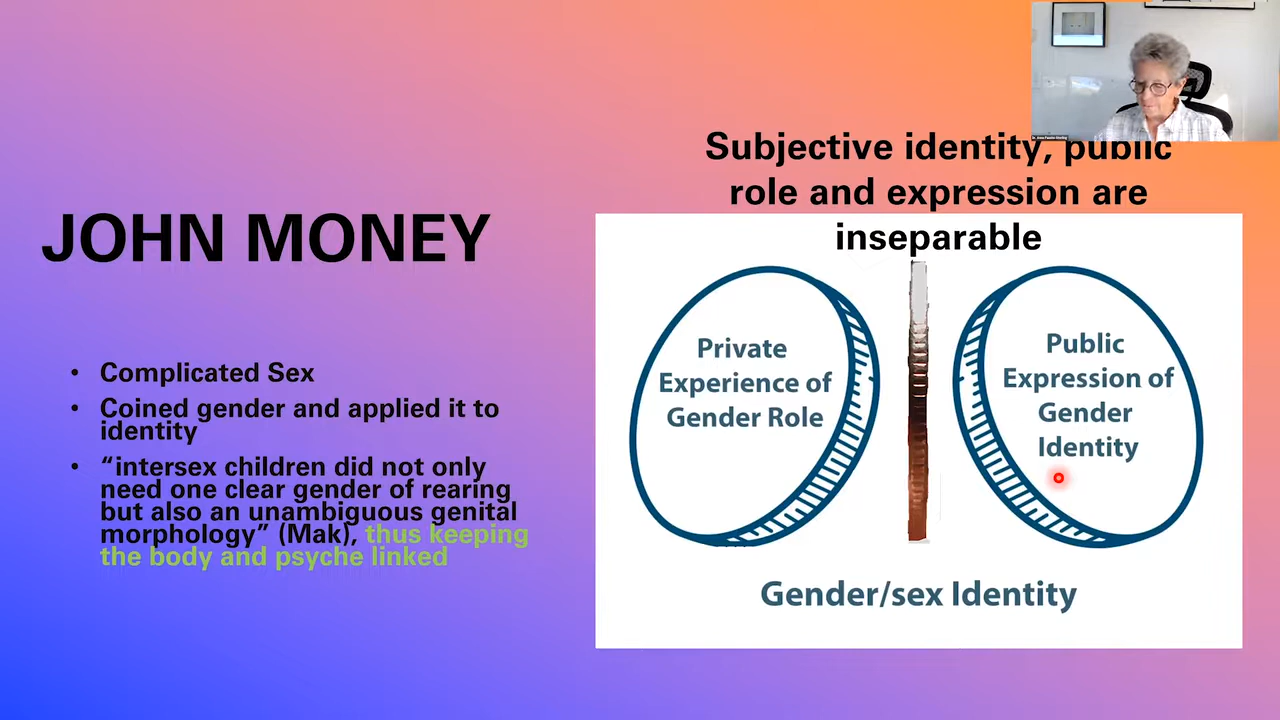 JOHN MONEY
• Complicated Sex
• Coined gender and applied it to
identity
• “intersex children did not only
need one clear gender of rearing
but also an unambiguous genital
morphology” (Mak), thus keeping
the body and psyche linked
Subjective identity, public
role and expression are
inseparable
Private
Experience of
Gender Role
Public
Expression of
Gender
Identity
Gender/sex Identity